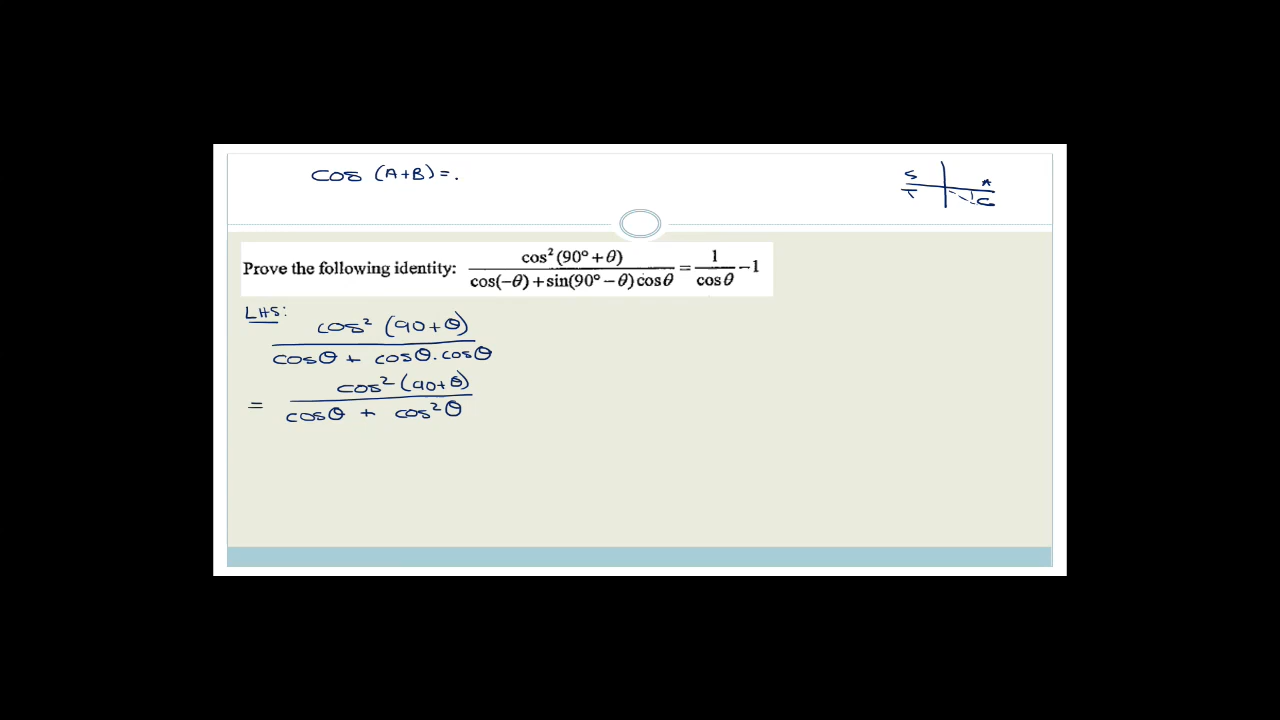 cos (A+B) = .
S A
T C
Prove the following identity: cos²(90° + θ) / cos(−θ) + sin(90° − θ) cos θ = 1 / cos θ − 1
LHS:
cos² (90+θ)
cosθ + cosθ.cosθ
= cos² (90+θ)
cosθ + cos²θ